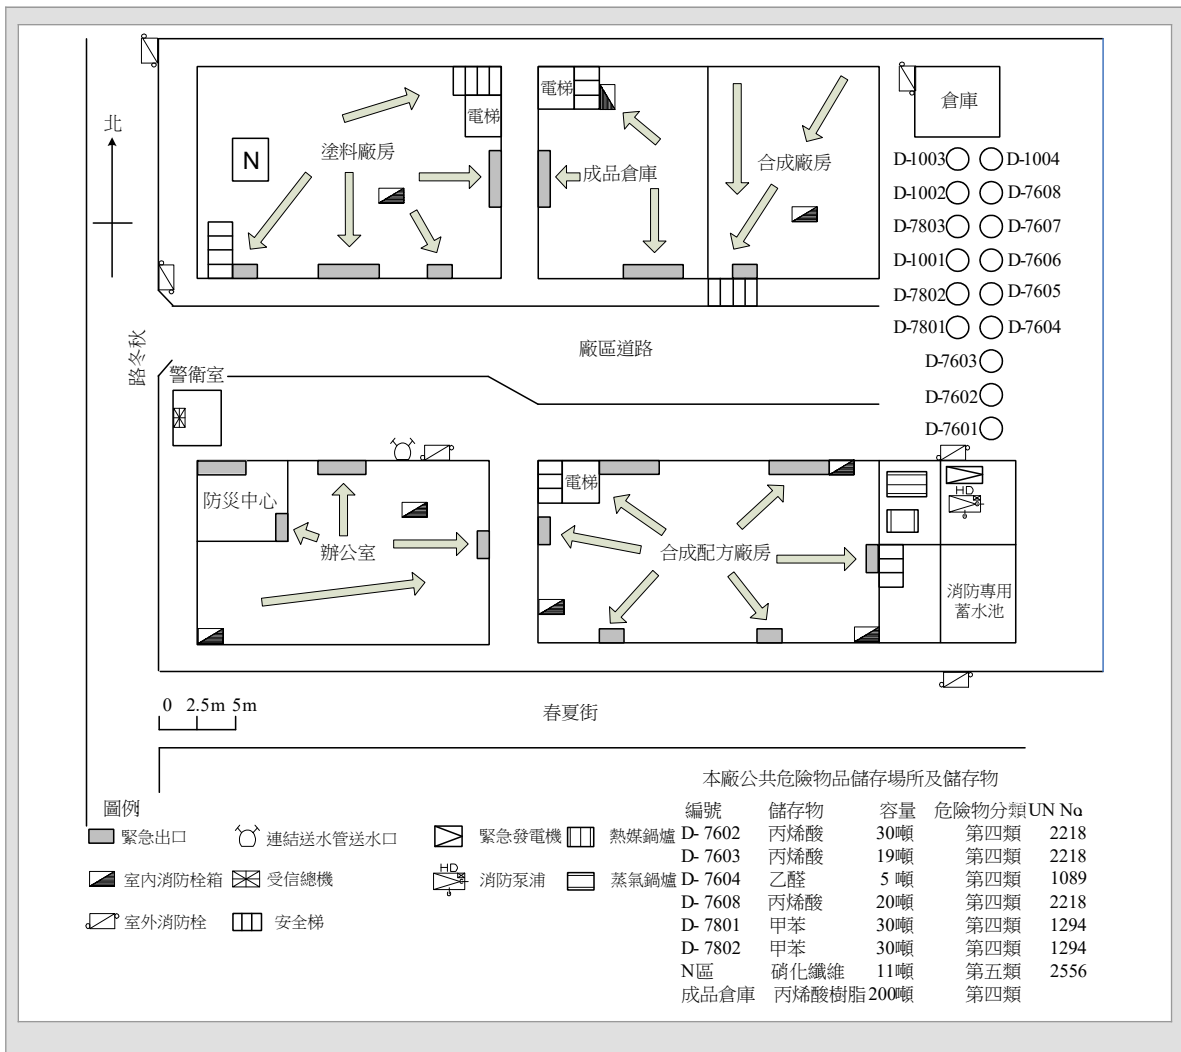 北
電梯
電梯
倉庫
塗料廠房
N
成品倉庫
合成廠房
D-1003
D-1004
D-1002
D-7608
D-7803
D-7607
D-1001
D-7606
D-7802
D-7605
D-7801
D-7604
D-7603
D-7602
D-7601
廠區道路
路冬秋
警衛室
防災中心
辦公室
電梯
合成配方廠房
HD
消防專用
蓄水池
0 2.5m 5m
春夏街
圖例
緊急出口
連結送水管送水口
緊急發電機
熱媒鍋爐
室內消防栓箱
受信總機
HD
消防泵浦
蒸氣鍋爐
室外消防栓
安全梯
本廠公共危險物品儲存場所及儲存物
編號 儲存物 容量 危險物分類 UN No
D- 7602 丙烯酸 30噸 第四類 2218
D- 7603 丙烯酸 19噸 第四類 2218
D- 7604 乙醛 5 噸 第四類 1089
D- 7608 丙烯酸 20噸 第四類 2218
D- 7801 甲苯 30噸 第四類 1294
D- 7802 甲苯 30噸 第四類 1294
N區 硝化纖維 11噸 第五類 2556
成品倉庫 丙烯酸樹脂 200噸 第四類